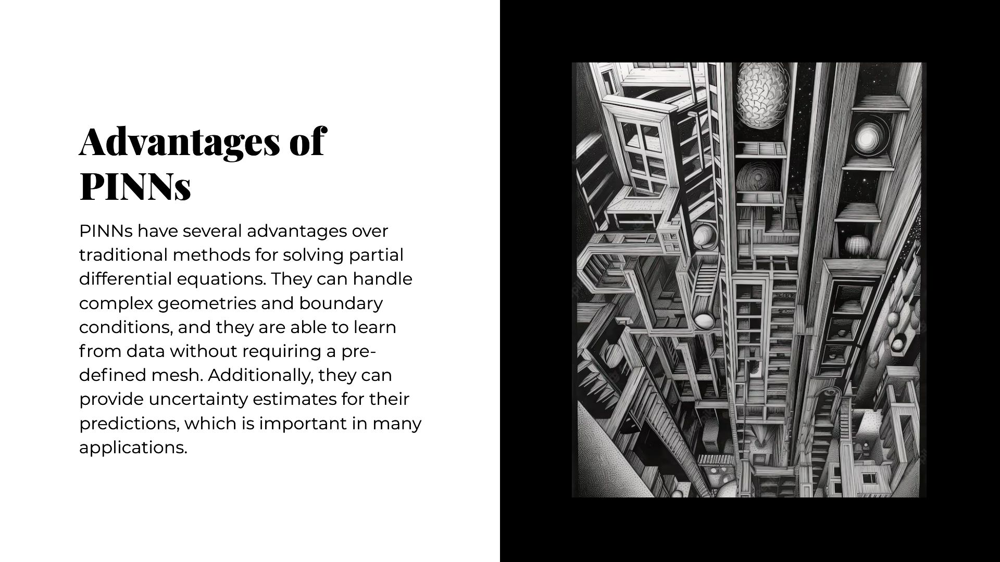 Advantages of
PINNs
PINNs have several advantages over
traditional methods for solving partial
differential equations. They can handle
complex geometries and boundary
conditions, and they are able to learn
from data without requiring a pre-
defined mesh. Additionally, they can
provide uncertainty estimates for their
predictions, which is important in many
applications.